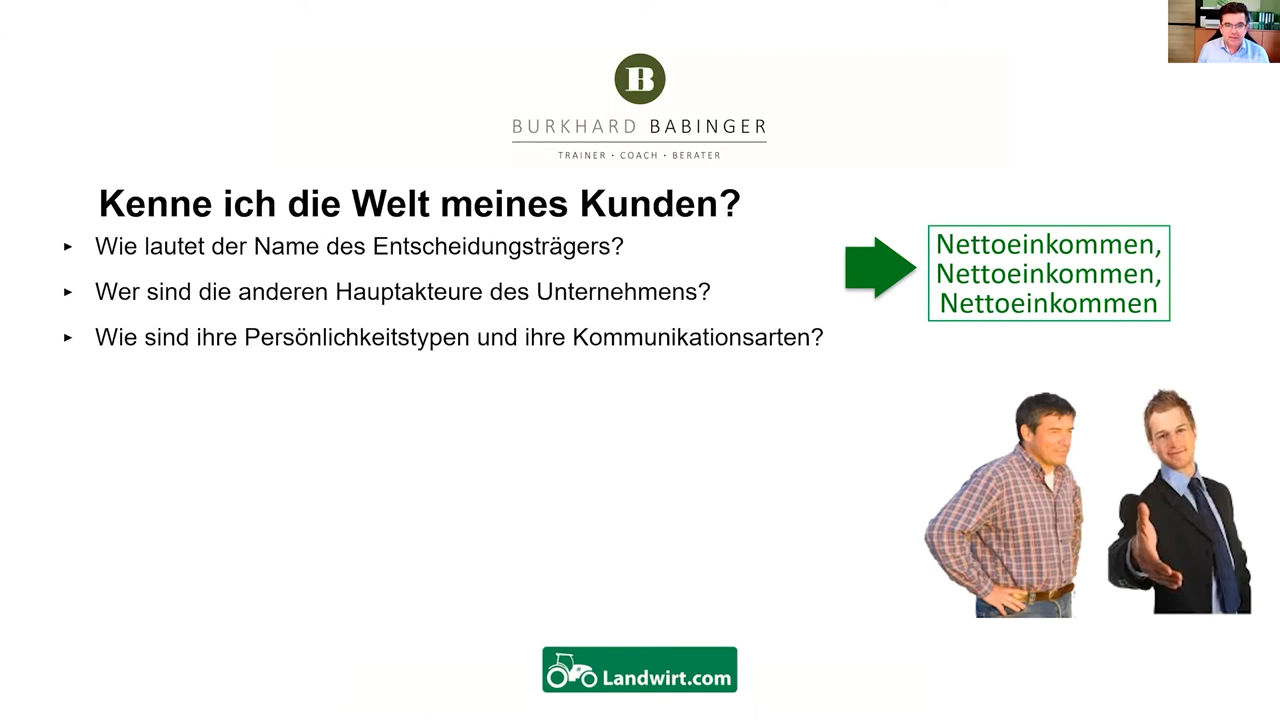 B
BURKHARD BABINGER
TRAINER • COACH • BERATER
Kenne ich die Welt meines Kunden?
▸ Wie lautet der Name des Entscheidungsträgers?
▸ Wer sind die anderen Hauptakteure des Unternehmens?
▸ Wie sind ihre Persönlichkeitstypen und ihre Kommunikationsarten?
Nettoeinkommen,
Nettoeinkommen,
Nettoeinkommen
Landwirt.com